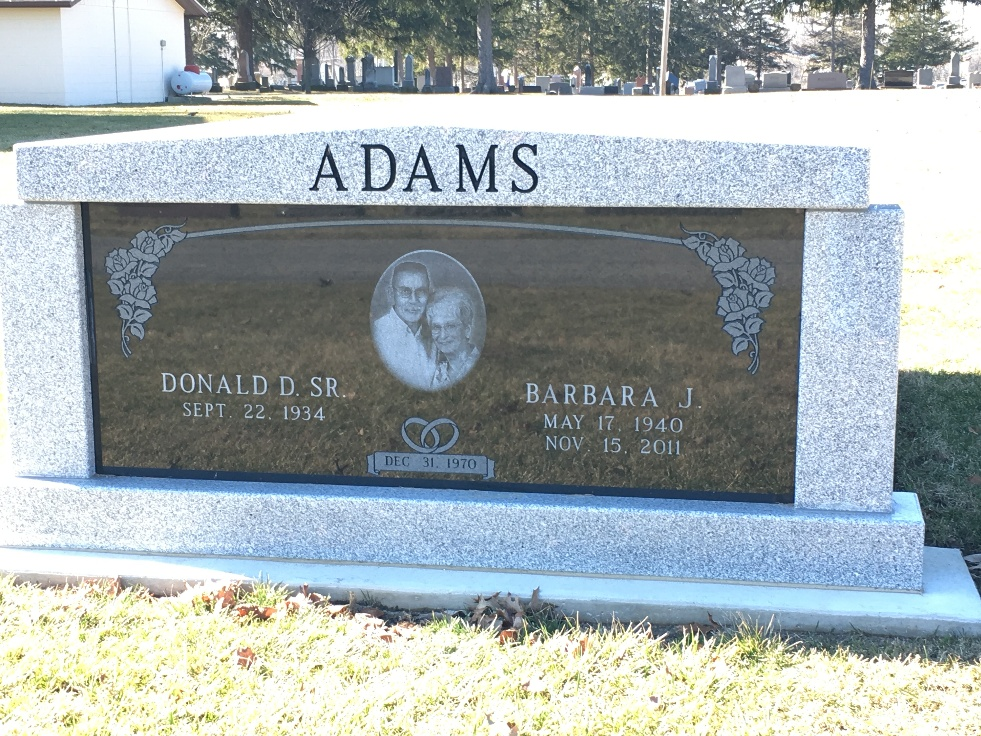 ADAMS
DONALD D. SR.
SEPT. 22, 1934
BARBARA J.
MAY 17, 1940
NOV. 15, 2011
DEC. 31, 1970